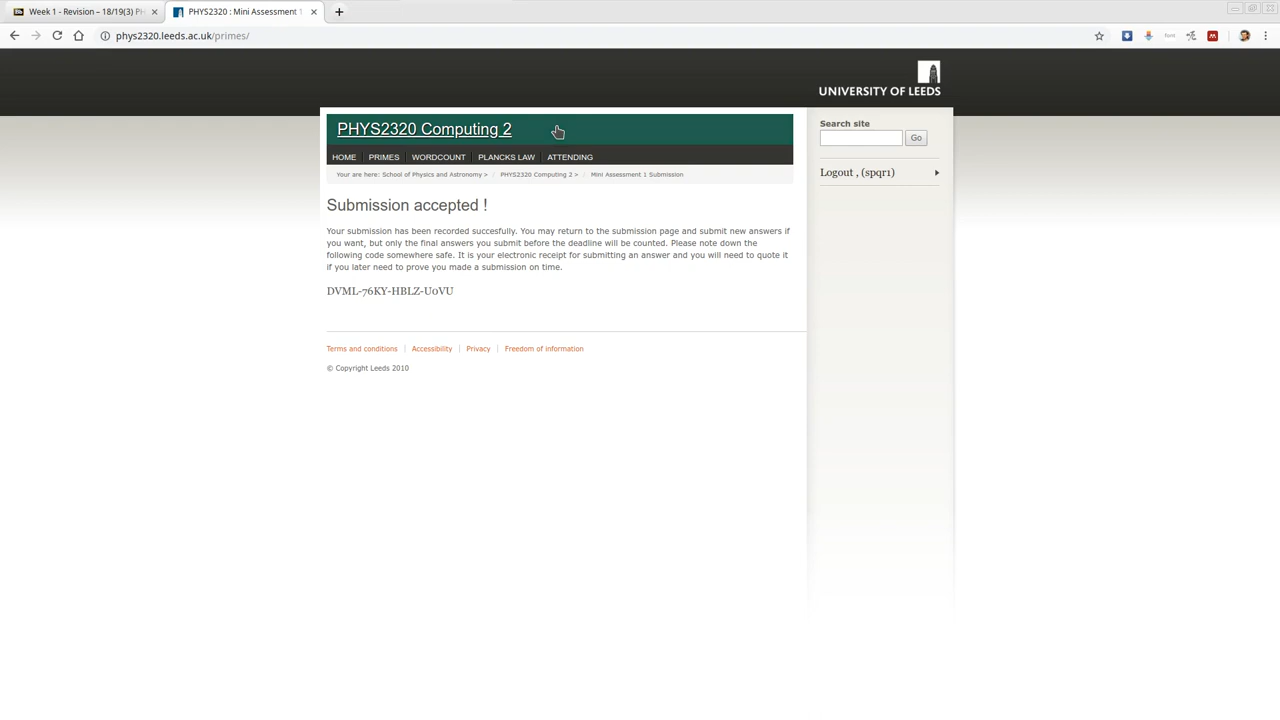 Week 1 - Revision – 18/19(3) PH
PHYS2320 : Mini Assessment 1
phys2320.leeds.ac.uk/primes/
font
UNIVERSITY OF LEEDS
PHYS2320 Computing 2
HOME PRIMES WORDCOUNT PLANCKS LAW ATTENDING
Your are here: School of Physics and Astronomy > / PHYS2320 Computing 2 > / Mini Assessment 1 Submission
Submission accepted !
Your submission has been recorded succesfully. You may return to the submission page and submit new answers if
you want, but only the final answers you submit before the deadline will be counted. Please note down the
following code somewhere safe. It is your electronic receipt for submitting an answer and you will need to quote it
if you later need to prove you made a submission on time.
DVML-76KY-HBLZ-U0VU
Terms and conditions Accessibility Privacy Freedom of information
© Copyright Leeds 2010
Search site
Go
Logout , (spqr1)